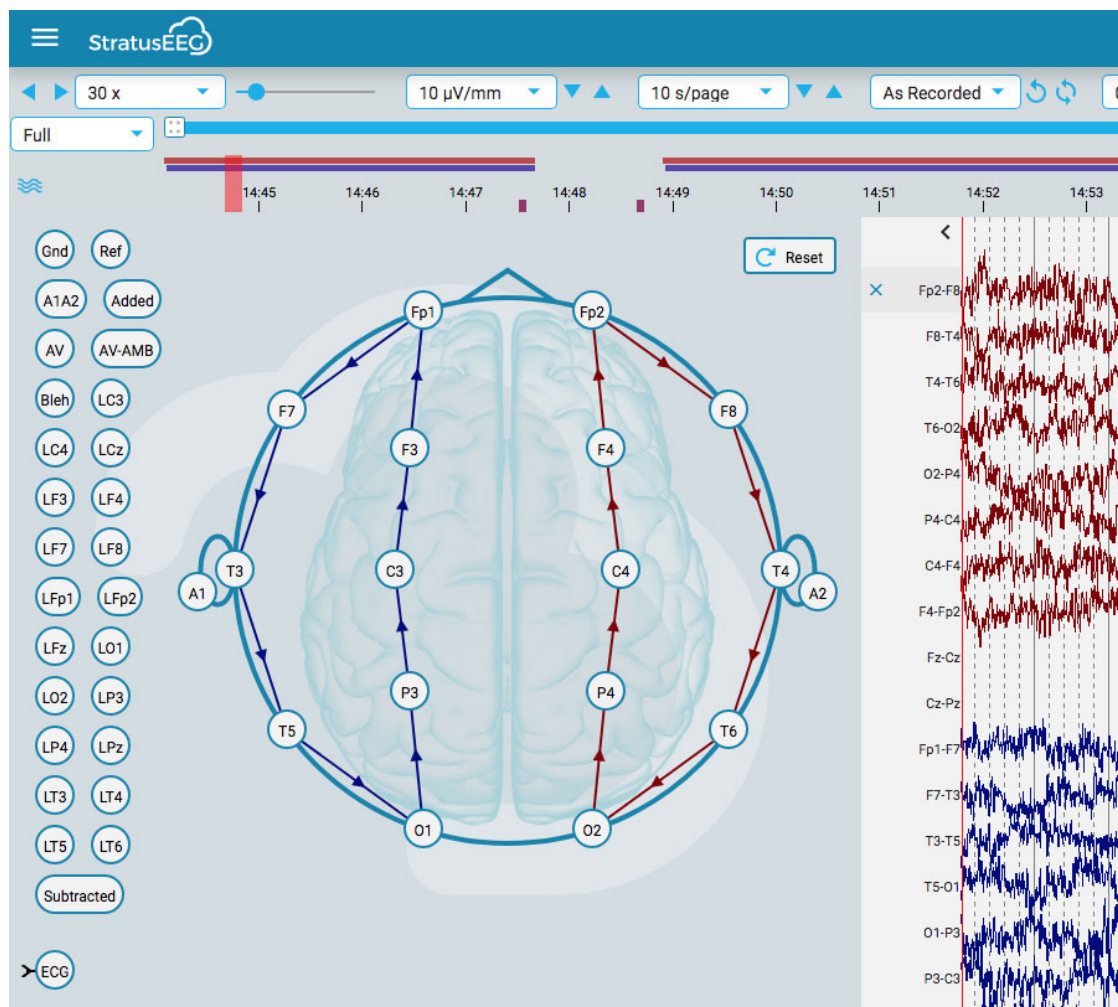 StratusEEG
30 x
10 µV/mm
10 s/page
As Recorded
Full
14:45 14:46 14:47 14:48 14:49 14:50 14:51 14:52 14:53
Gnd Ref
A1A2 Added
AV AV-AMB
Bleh LC3
LC4 LCz
LF3 LF4
LF7 LF8
LFp1 LFp2
LFz LO1
LO2 LP3
LP4 LPz
LT3 LT4
LT5 LT6
Subtracted
ECG
Reset
Fp1 Fp2
F7 F8
F3 F4
A1 T3 C3 C4 T4 A2
P3 P4
T5 T6
O1 O2
Fp2-F8
F8-T4
T4-T6
T6-O2
O2-P4
P4-C4
C4-F4
F4-Fp2
Fz-Cz
Cz-Pz
Fp1-F7
F7-T3
T3-T5
T5-O1
O1-P3
P3-C3